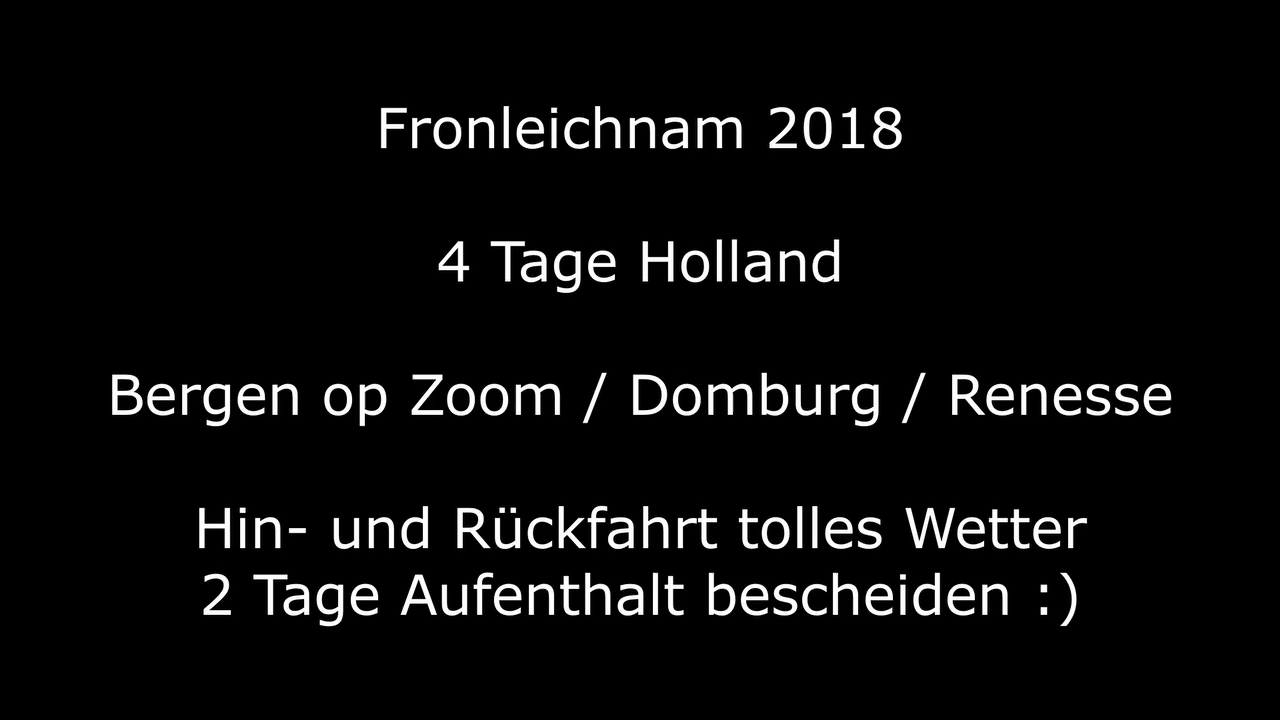 Fronleichnam 2018
4 Tage Holland
Bergen op Zoom / Domburg / Renesse
Hin- und Rückfahrt tolles Wetter
2 Tage Aufenthalt bescheiden :)